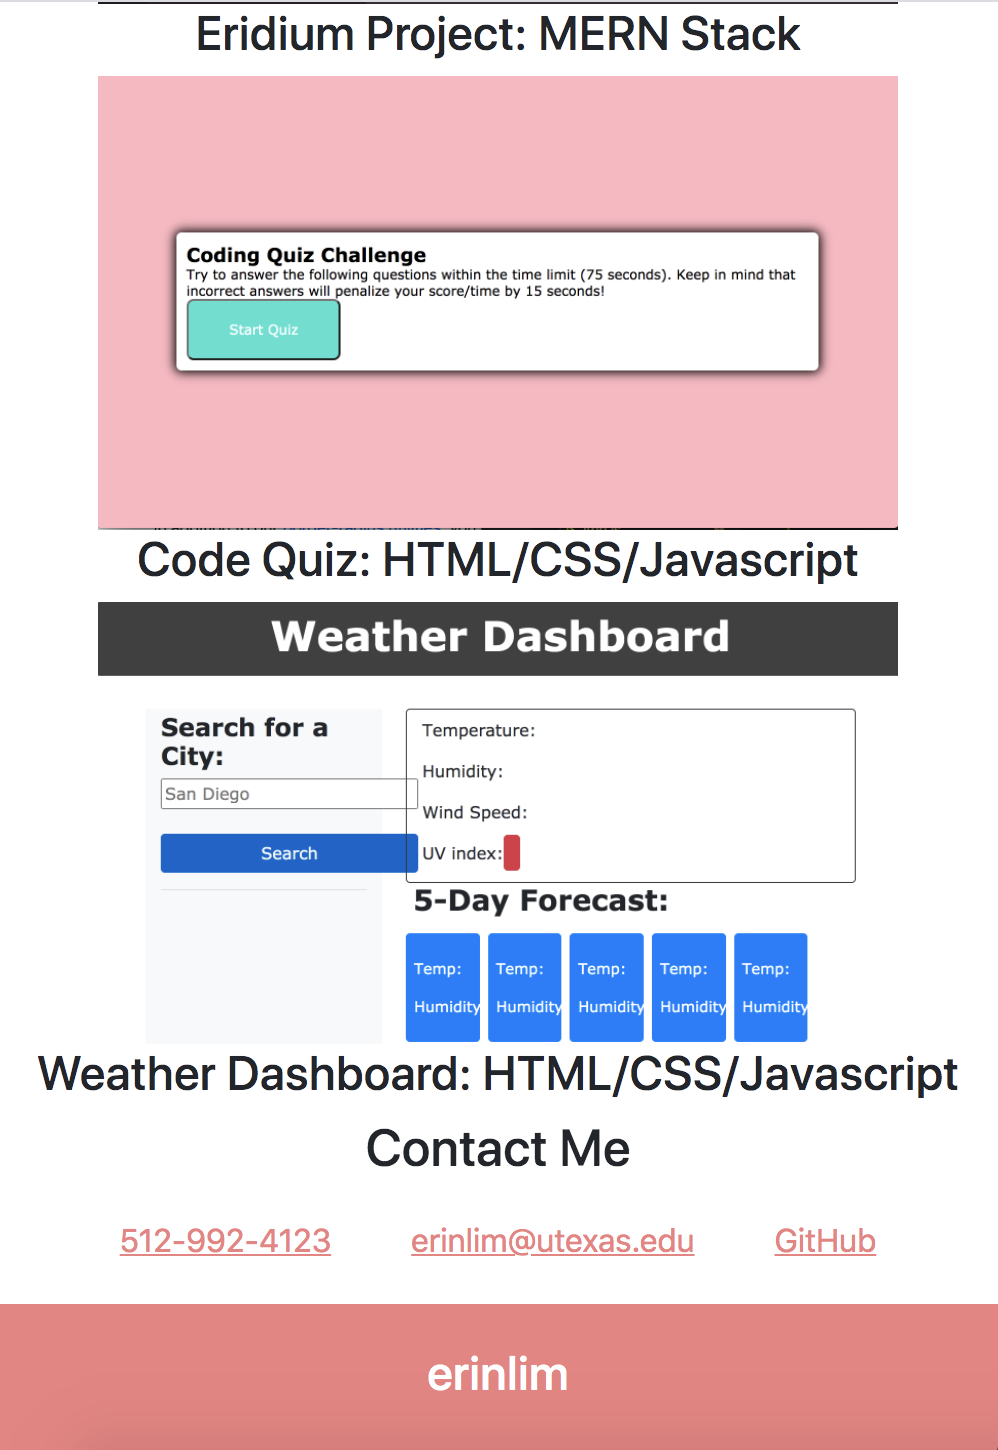 Eridium Project: MERN Stack
Coding Quiz Challenge
Try to answer the following questions within the time limit (75 seconds). Keep in mind that
incorrect answers will penalize your score/time by 15 seconds!
Start Quiz
Code Quiz: HTML/CSS/Javascript
Weather Dashboard
Search for a
City:
San Diego
Search
Temperature:
Humidity:
Wind Speed:
UV index:
5-Day Forecast:
Temp: Temp: Temp: Temp: Temp:
Humidity Humidity Humidity Humidity Humidity
Weather Dashboard: HTML/CSS/Javascript
Contact Me
512-992-4123 erinlim@utexas.edu GitHub
erinlim